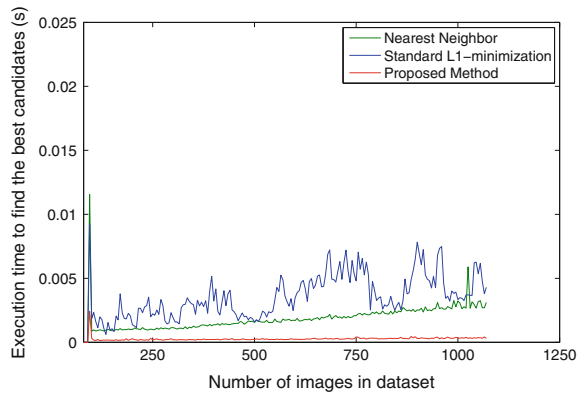 Execution time to find the best candidates (s)
0.025
0.02
0.015
0.01
0.005
0
Nearest Neighbor
Standard L1-minimization
Proposed Method
250
500
750
1000
1250
Number of images in dataset